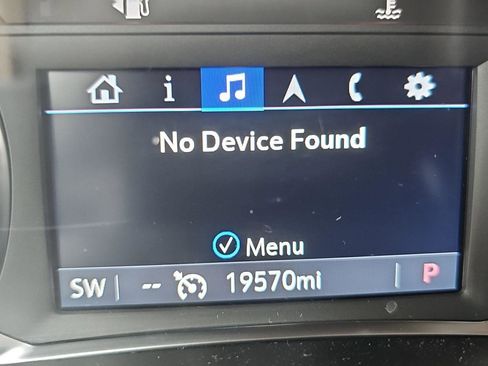 i
No Device Found
Menu
SW -- 19570mi P